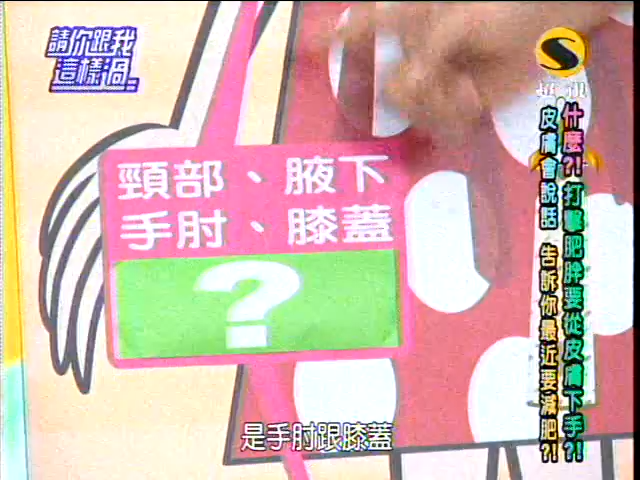 請你跟我
這樣過
S
超視
什麼?!打擊肥胖要從皮膚下手?!
皮膚會說話 告訴你最近要減肥?!
頸部、腋下
手肘、膝蓋
?
是手肘跟膝蓋